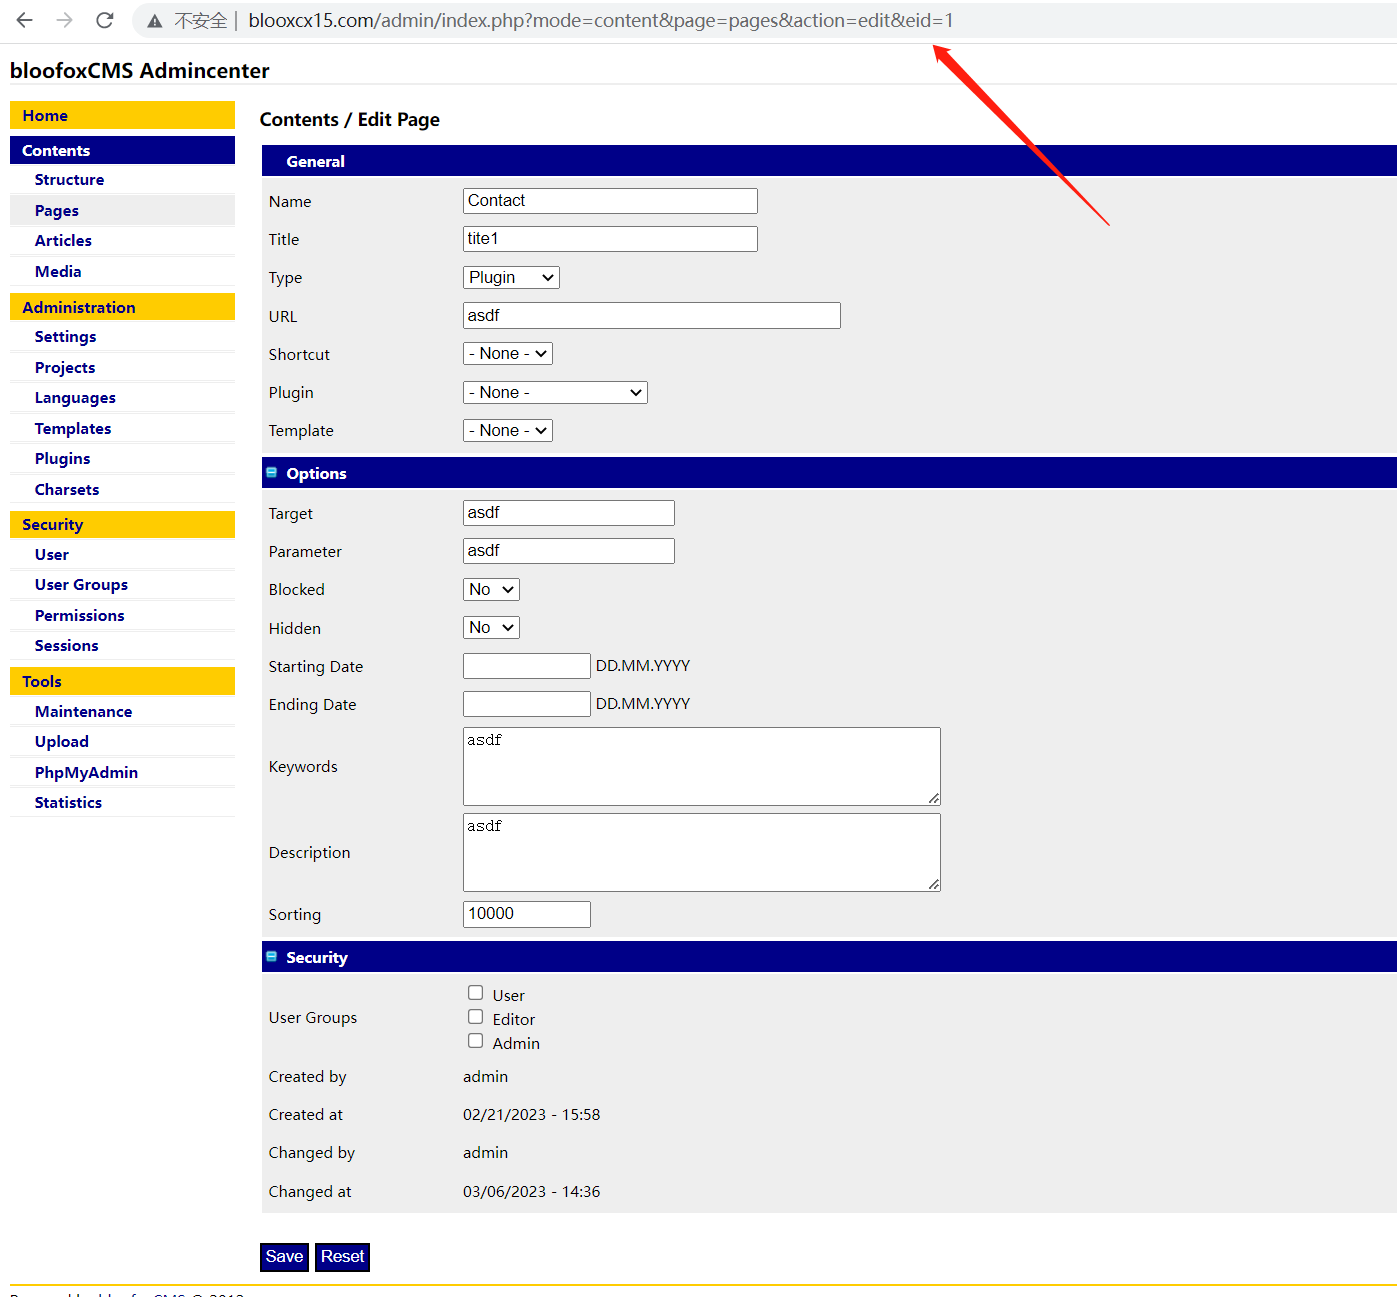 不安全 | blooxcx15.com/admin/index.php?mode=content&page=pages&action=edit&eid=1
bloofoxCMS Admincenter
Home
Contents
Structure
Pages
Articles
Media
Administration
Settings
Projects
Languages
Templates
Plugins
Charsets
Security
User
User Groups
Permissions
Sessions
Tools
Maintenance
Upload
PhpMyAdmin
Statistics
Contents / Edit Page
General
Name Contact
Title tite1
Type Plugin
URL asdf
Shortcut - None -
Plugin - None -
Template - None -
Options
Target asdf
Parameter asdf
Blocked No
Hidden No
Starting Date DD.MM.YYYY
Ending Date DD.MM.YYYY
Keywords asdf
Description asdf
Sorting 10000
Security
User Groups
User
Editor
Admin
Created by admin
Created at 02/21/2023 - 15:58
Changed by admin
Changed at 03/06/2023 - 14:36
Save Reset